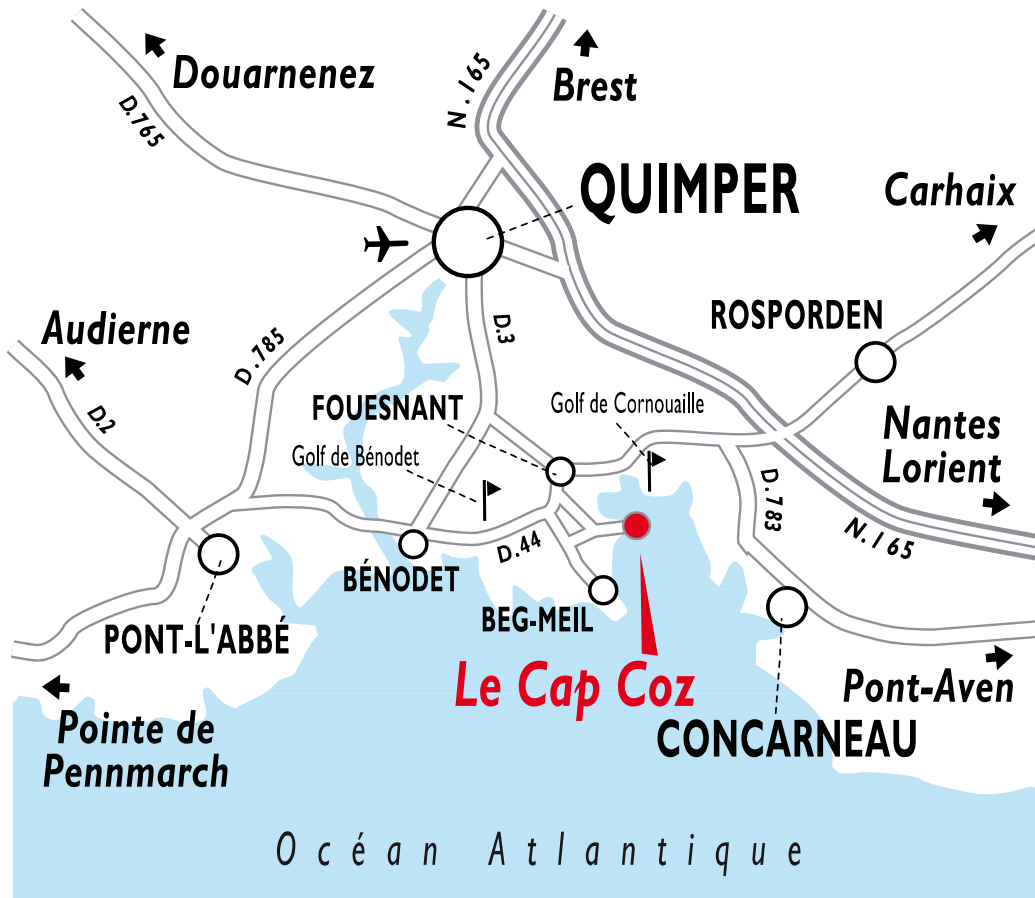 Douarnenez
D.765
N.165
Brest
QUIMPER
Carhaix
Audierne
D.785
D.3
ROSPORDEN
D.2
FOUESNANT
Golf de Cornouaille
Golf de Bénodet
Nantes
Lorient
D.783
N.165
D.44
BÉNODET
BEG-MEIL
PONT-L'ABBÉ
Le Cap Coz
Pont-Aven
CONCARNEAU
Pointe de
Pennmarch
Océan Atlantique